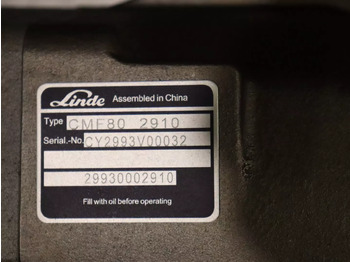 Linde Assembled in China
Type CMF80 2910
Serial.-No. CY2993V00032
29930002910
Fill with oil before operating